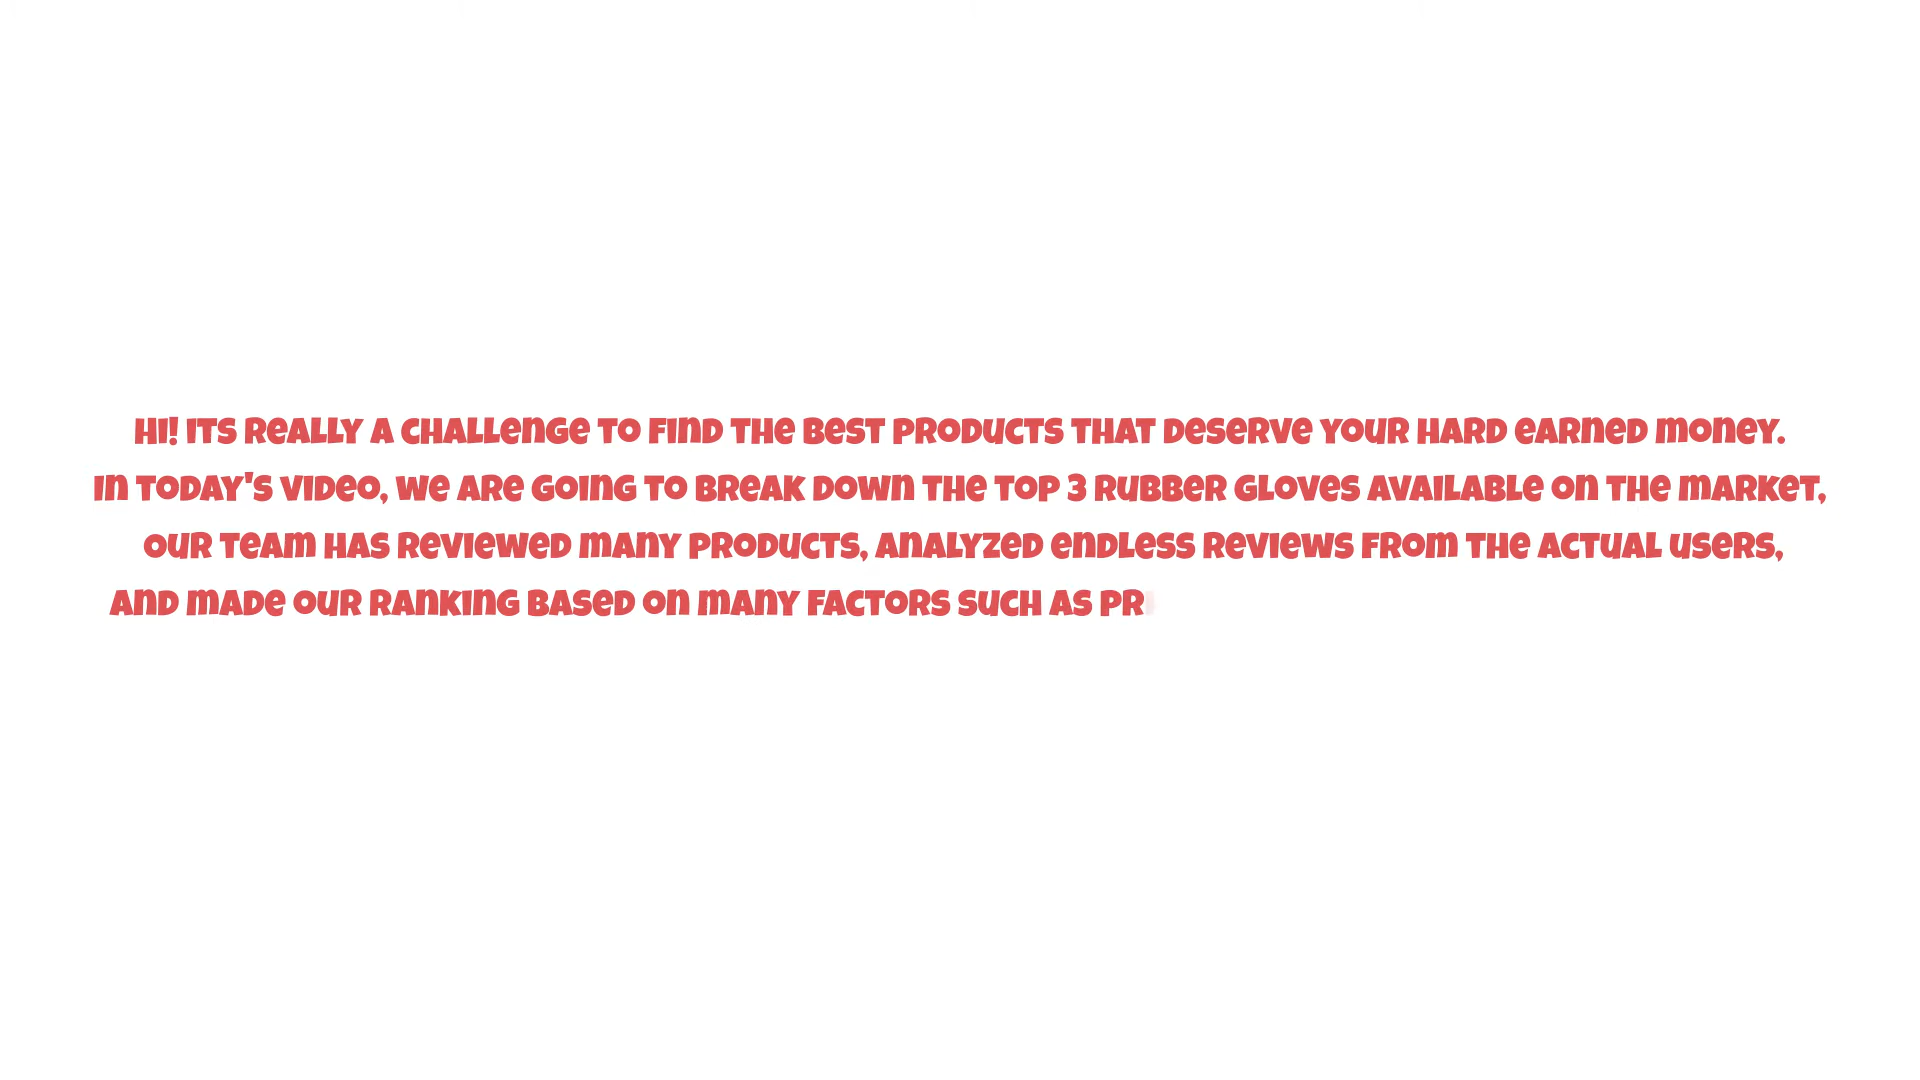 Hi! Its really a challenge to find the best products that deserve your hard earned money.
In today's video, we are going to break down the top 3 rubber gloves available on the market,
our team has reviewed many products, analyzed endless reviews from the actual users,
and made our ranking based on many factors such as pr